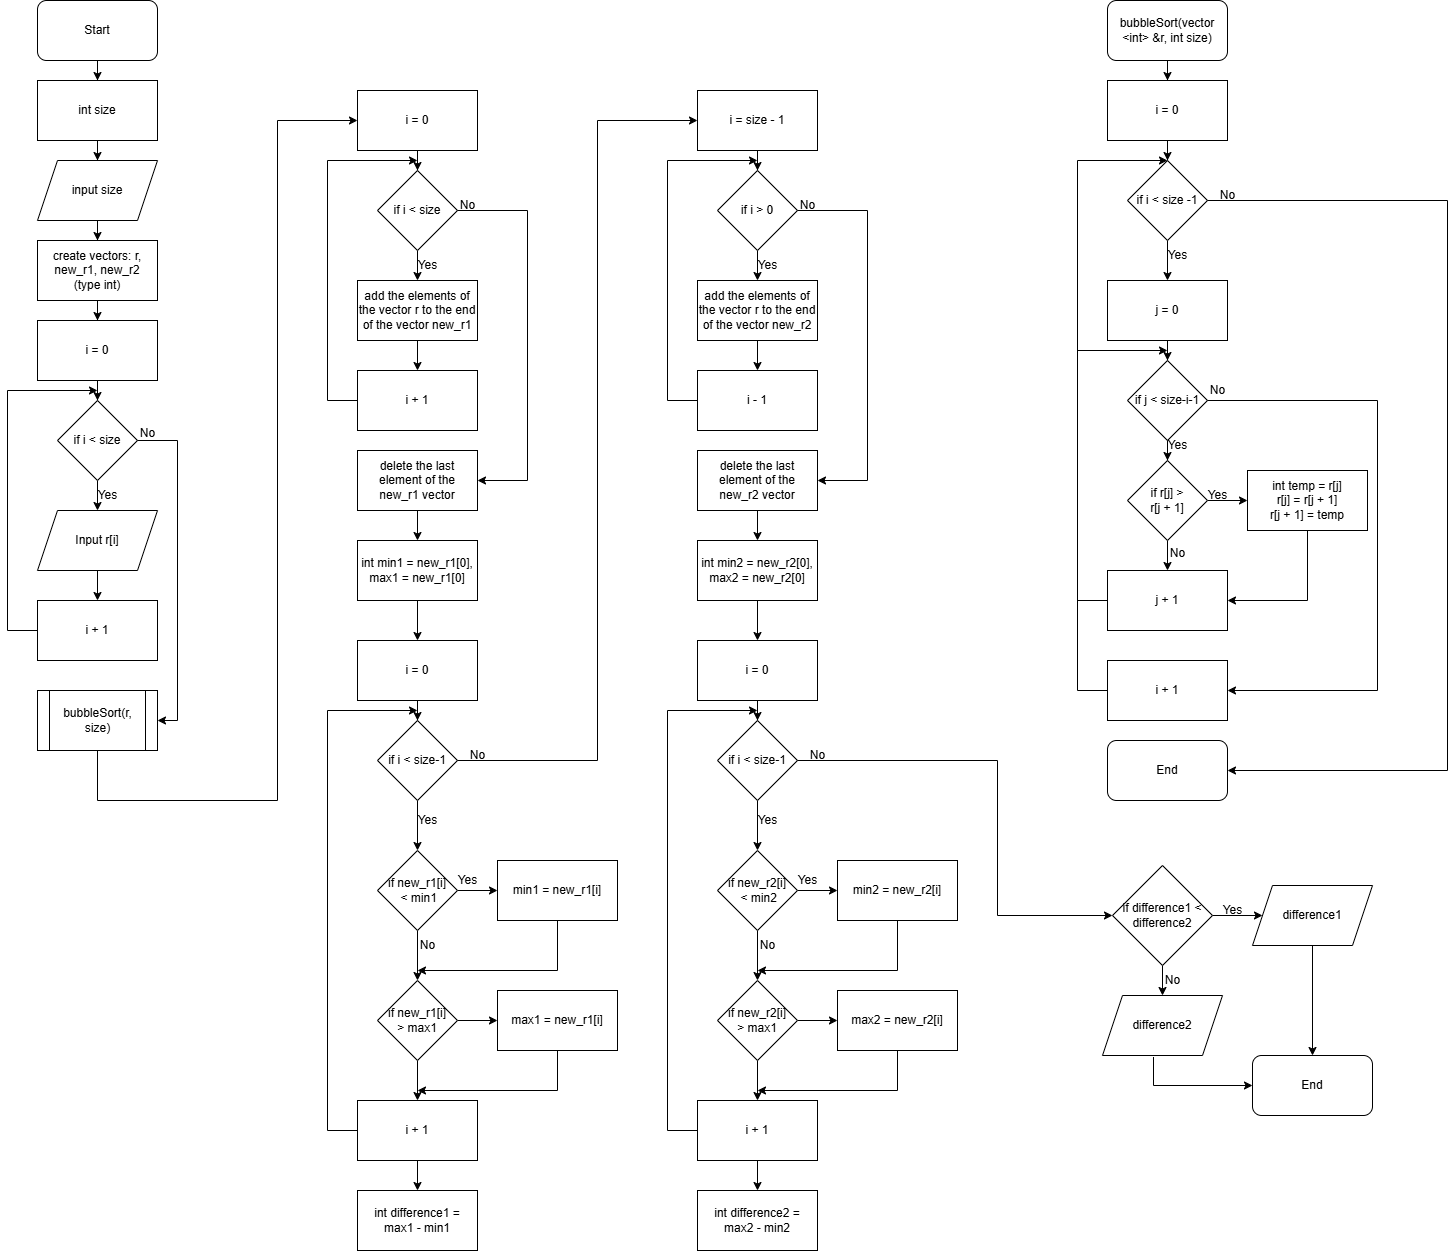 Start
int size
input size
create vectors: r,
new_r1, new_r2
(type int)
i = 0
if i < size
No
Yes
Input r[i]
i + 1
bubbleSort(r,
size)
i = 0
if i < size
No
Yes
add the elements of
the vector r to the end
of the vector new_r1
i + 1
delete the last
element of the
new_r1 vector
int min1 = new_r1[0],
max1 = new_r1[0]
i = 0
if i < size-1
No
Yes
if new_r1[i]
< min1
Yes
min1 = new_r1[i]
No
if new_r1[i]
> max1
max1 = new_r1[i]
i + 1
int difference1 =
max1 - min1
i = size - 1
if i > 0
No
Yes
add the elements of
the vector r to the end
of the vector new_r2
i - 1
delete the last
element of the
new_r2 vector
int min2 = new_r2[0],
max2 = new_r2[0]
i = 0
if i < size-1
No
Yes
if new_r2[i]
< min2
Yes
min2 = new_r2[i]
No
if new_r2[i]
> max1
max2 = new_r2[i]
i + 1
int difference2 =
max2 - min2
bubbleSort(vector
<int> &r, int size)
i = 0
if i < size -1
No
Yes
j = 0
if j < size-i-1
No
Yes
if r[j] >
r[j + 1]
Yes
int temp = r[j]
r[j] = r[j + 1]
r[j + 1] = temp
No
j + 1
i + 1
End
if difference1 <
difference2
Yes
difference1
No
difference2
End